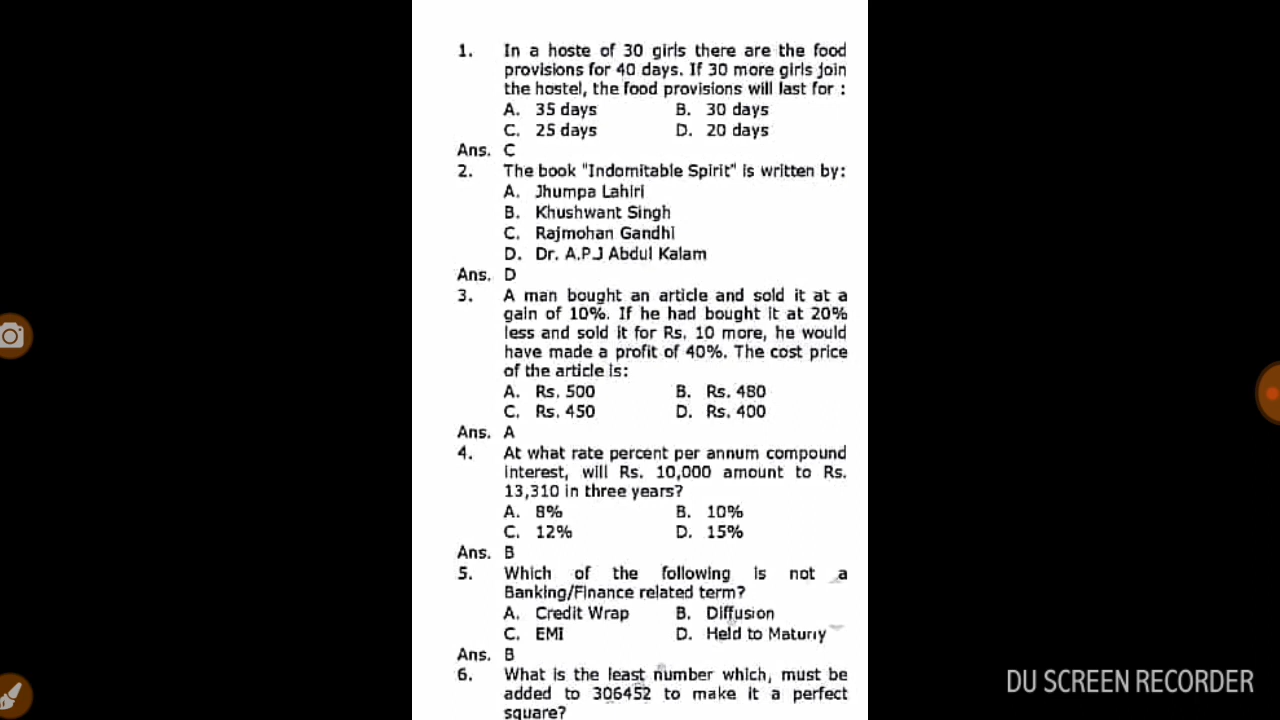 1. In a hoste of 30 girls there are the food
provisions for 40 days. If 30 more girls join
the hostel, the food provisions will last for :
A. 35 days B. 30 days
C. 25 days D. 20 days
Ans. C
2. The book "Indomitable Spirit" is written by:
A. Jhumpa Lahiri
B. Khushwant Singh
C. Rajmohan Gandhi
D. Dr. A.P.J Abdul Kalam
Ans. D
3. A man bought an article and sold it at a
gain of 10%. If he had bought it at 20%
less and sold it for Rs. 10 more, he would
have made a profit of 40%. The cost price
of the article is:
A. Rs. 500 B. Rs. 480
C. Rs. 450 D. Rs. 400
Ans. A
4. At what rate percent per annum compound
interest, will Rs. 10,000 amount to Rs.
13,310 in three years?
A. 8% B. 10%
C. 12% D. 15%
Ans. B
5. Which of the following is not a
Banking/Finance related term?
A. Credit Wrap B. Diffusion
C. EMI D. Held to
Ans. B
6. What is the least number which, must be
added to 306452 to make it a perfect
square?
DU SCREEN RECORDER